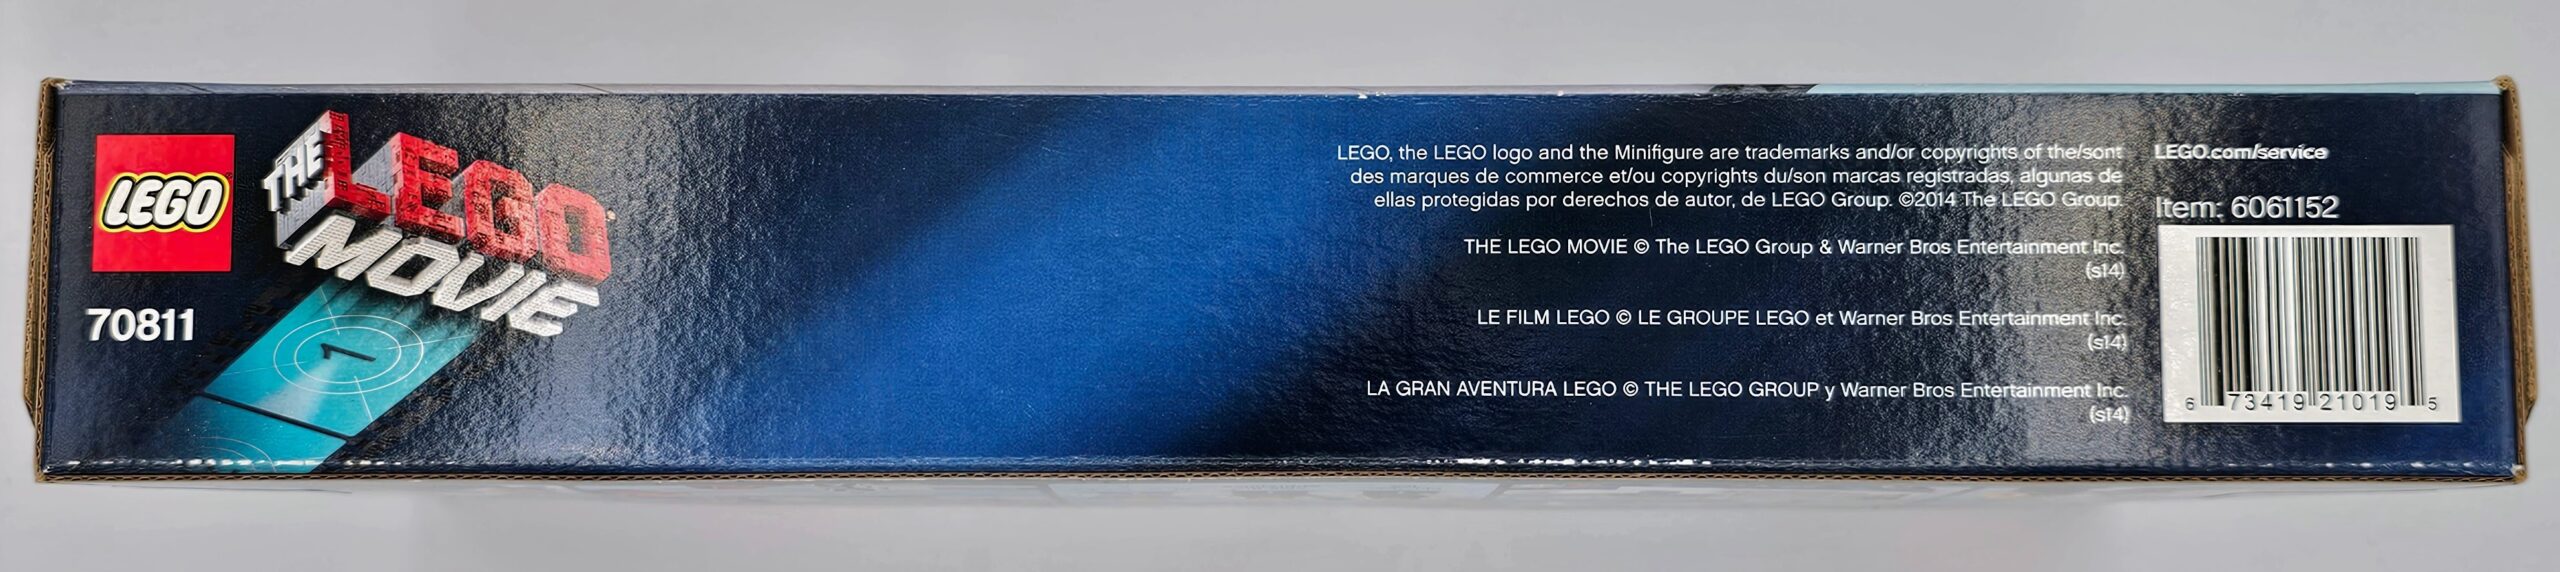 LEGO
THE
LEGO
MOVIE
70811
1
LEGO, the LEGO logo and the Minifigure are trademarks and/or copyrights of the/sont
des marques de commerce et/ou copyrights du/son marcas registradas, algunas de
ellas protegidas por derechos de autor, de LEGO Group. ©2014 The LEGO Group.
THE LEGO MOVIE © The LEGO Group & Warner Bros Entertainment Inc.
(s14)
LE FILM LEGO © LE GROUPE LEGO et Warner Bros Entertainment Inc.
(s14)
LA GRAN AVENTURA LEGO © THE LEGO GROUP y Warner Bros Entertainment Inc.
(s14)
LEGO.com/service
Item: 6061152
6 73419 21019 5